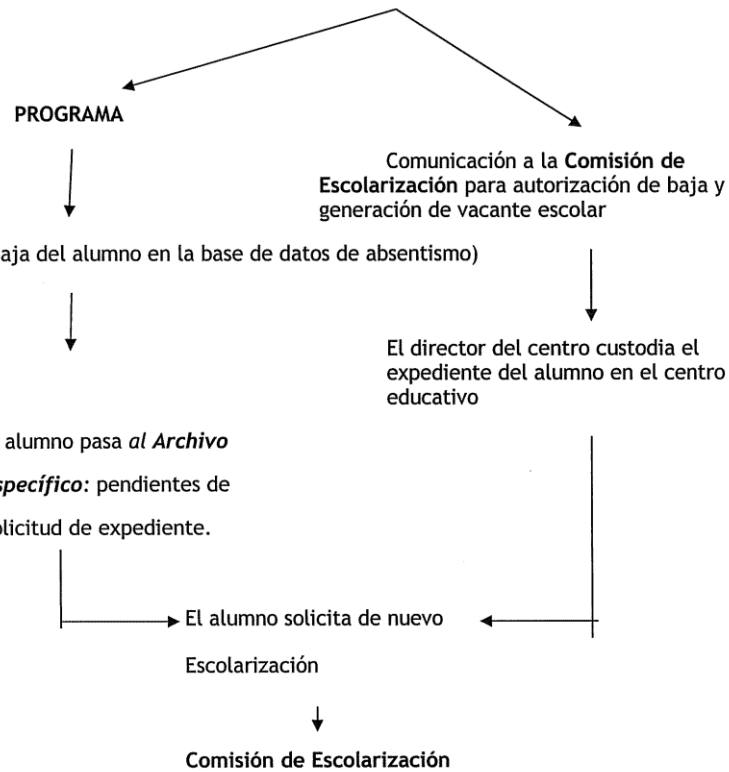 PROGRAMA
Comunicación a la Comisión de
Escolarización para autorización de baja y
generación de vacante escolar
aja del alumno en la base de datos de absentismo)
El director del centro custodia el
expediente del alumno en el centro
educativo
alumno pasa al Archivo
specífico: pendientes de
licitud de expediente.
El alumno solicita de nuevo
Escolarización
Comisión de Escolarización